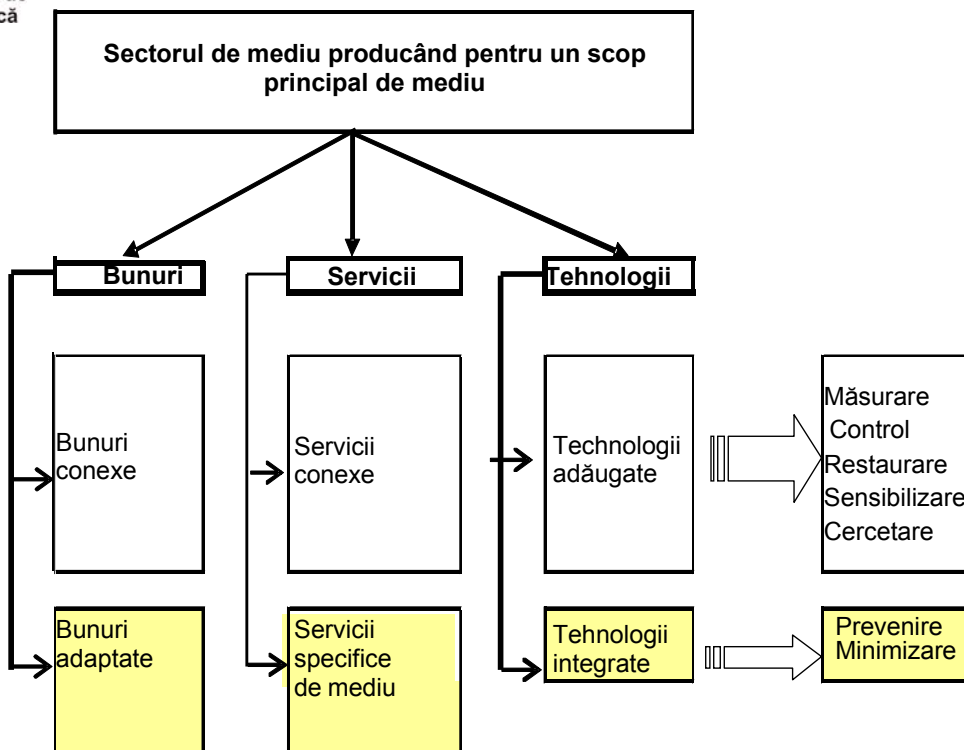 că
Sectorul de mediu producând pentru un scop
principal de mediu
Bunuri
Servicii
Tehnologii
Bunuri
conexe
Servicii
conexe
Technologii
adăugate
Măsurare
Control
Restaurare
Sensibilizare
Cercetare
Bunuri
adaptate
Servicii
specifice
de mediu
Tehnologii
integrate
Prevenire
Minimizare